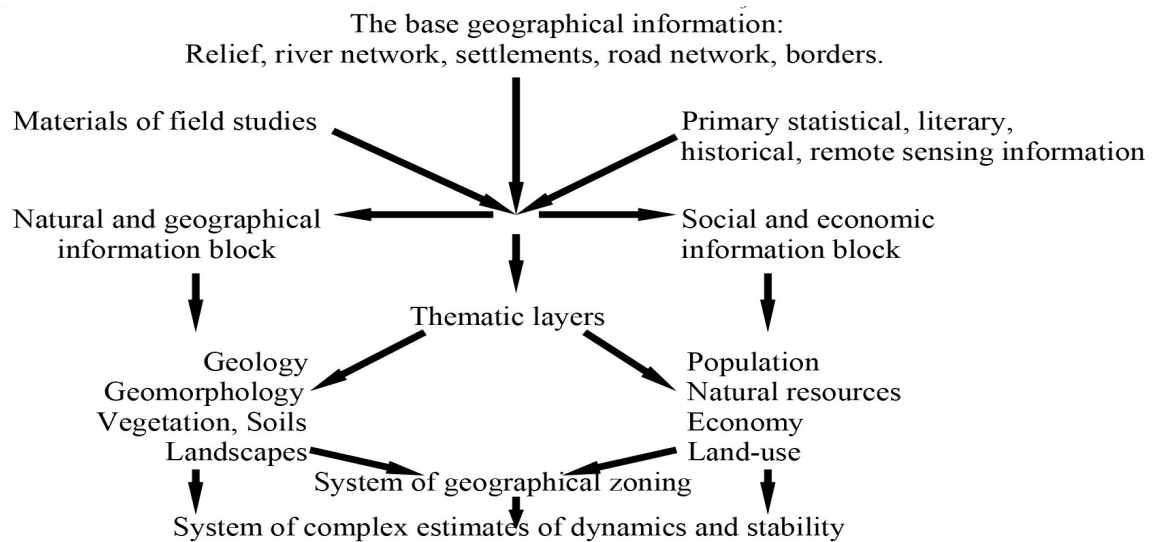 The base geographical information:
Relief, river network, settlements, road network, borders.
Materials of field studies
Primary statistical, literary,
historical, remote sensing information
Natural and geographical
information block
Social and economic
information block
Thematic layers
Geology
Geomorphology
Vegetation, Soils
Landscapes
Population
Natural resources
Economy
Land-use
System of geographical zoning
System of complex estimates of dynamics and stability